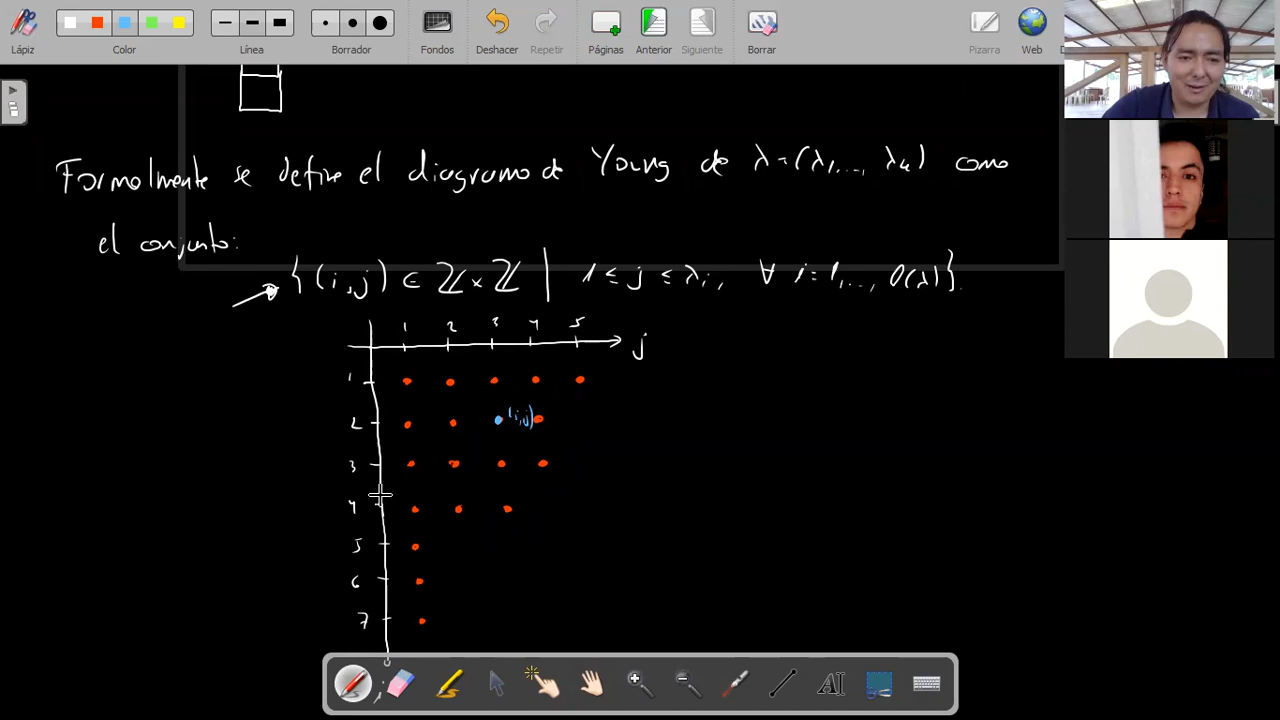 Lápiz Color Línea Borrador Fondos Deshacer Repetir Páginas Anterior Siguiente Borrar Pizarra Web
Formalmente se define el diagrama de Young de λ=(λ₁,..., λₖ) como
el conjunto:
{(i,j) ∈ ℤ×ℤ | 1 ≤ j ≤ λᵢ, ∀ i=1,..., ℓ(λ)}.
1 2 3 4 5
j
1
2 (i,j)
3
4
5
6
7
i
AI